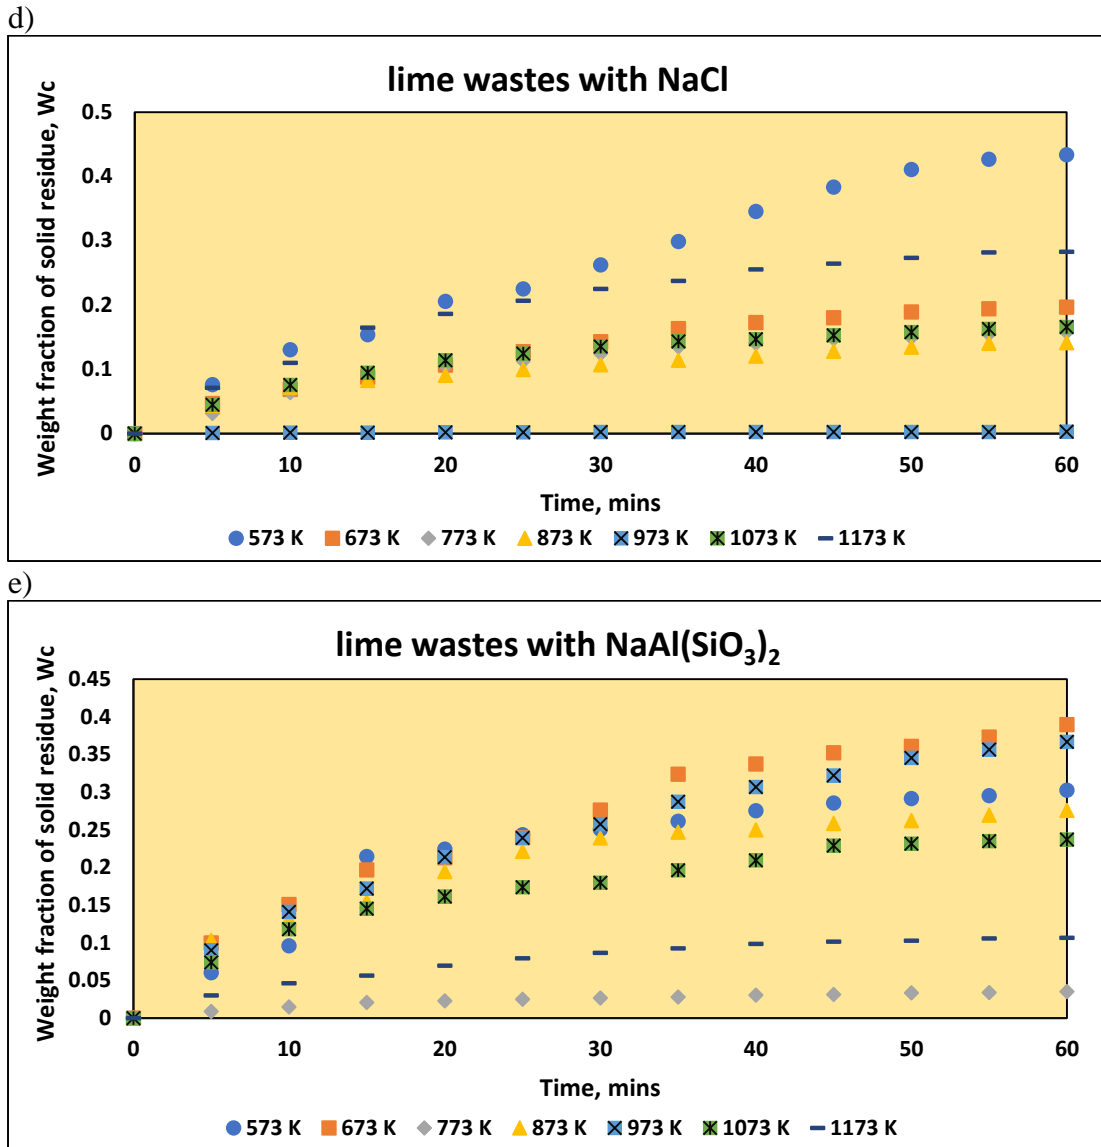 d)
lime wastes with NaCl
Weight fraction of solid residue, Wc
0.5
0.4
0.3
0.2
0.1
0
0 10 20 30 40 50 60
Time, mins
573 K 673 K 773 K 873 K 973 K 1073 K 1173 K
e)
lime wastes with NaAl(SiO₃)₂
Weight fraction of solid residue, Wc
0.45
0.4
0.35
0.3
0.25
0.2
0.15
0.1
0.05
0
0 10 20 30 40 50 60
Time, mins
573 K 673 K 773 K 873 K 973 K 1073 K 1173 K